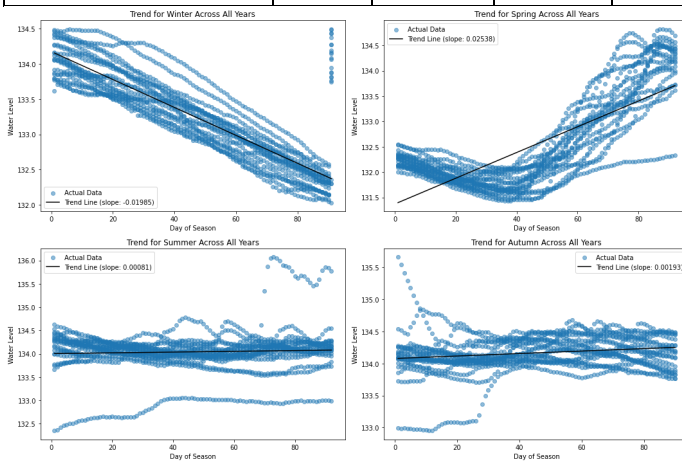 Trend for Winter Across All Years
134.5
134.0
133.5
133.0
132.5
132.0
Water Level
Actual Data
Trend Line (slope: -0.01985)
0 20 40 60 80
Day of Season
Trend for Spring Across All Years
134.5
134.0
133.5
133.0
132.5
132.0
131.5
Water Level
Actual Data
Trend Line (slope: 0.02538)
0 20 40 60 80
Day of Season
Trend for Summer Across All Years
136.0
135.5
135.0
134.5
134.0
133.5
133.0
132.5
Water Level
Actual Data
Trend Line (slope: 0.00081)
0 20 40 60 80
Day of Season
Trend for Autumn Across All Years
135.5
135.0
134.5
134.0
133.5
133.0
Water Level
Actual Data
Trend Line (slope: 0.00193)
0 20 40 60 80
Day of Season